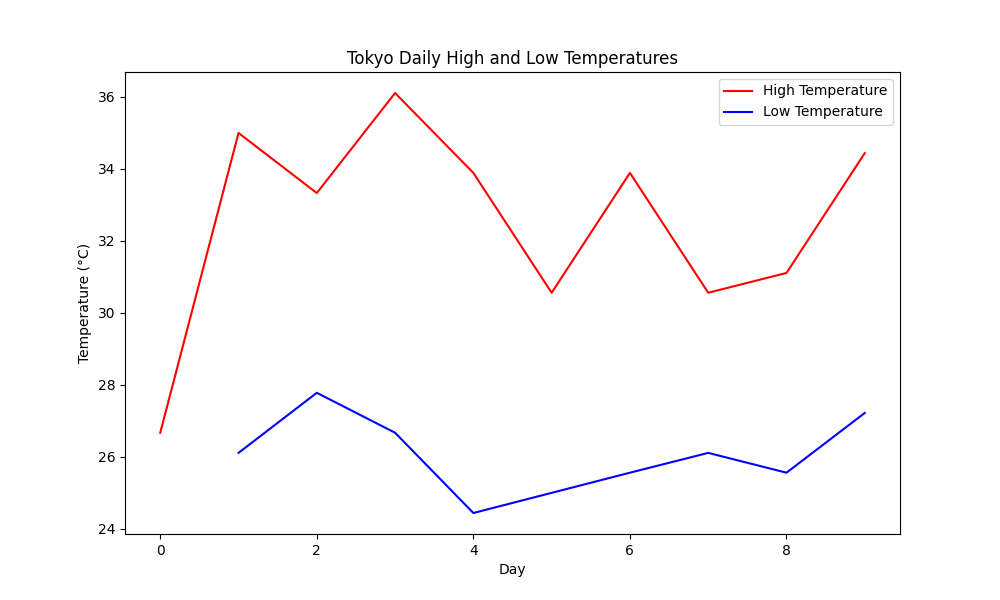 Tokyo Daily High and Low Temperatures
High Temperature
Low Temperature
Temperature (°C)
36
34
32
30
28
26
24
0 2 4 6 8
Day